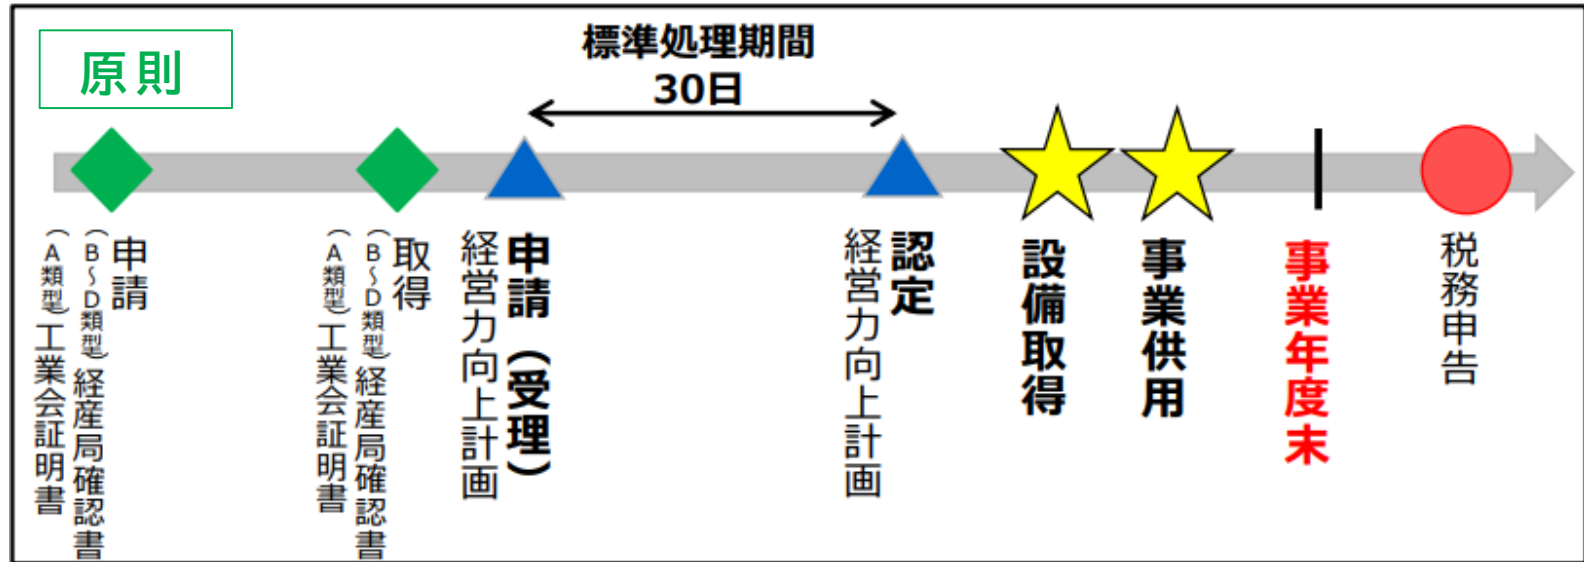 原則
標準処理期間
30日
申請
（B～D類型）経産局確認書
（A類型）工業会証明書
取得
（B～D類型）経産局確認書
（A類型）工業会証明書
申請（受理）
経営力向上計画
認定
経営力向上計画
設備取得
事業供用
事業年度末
税務申告